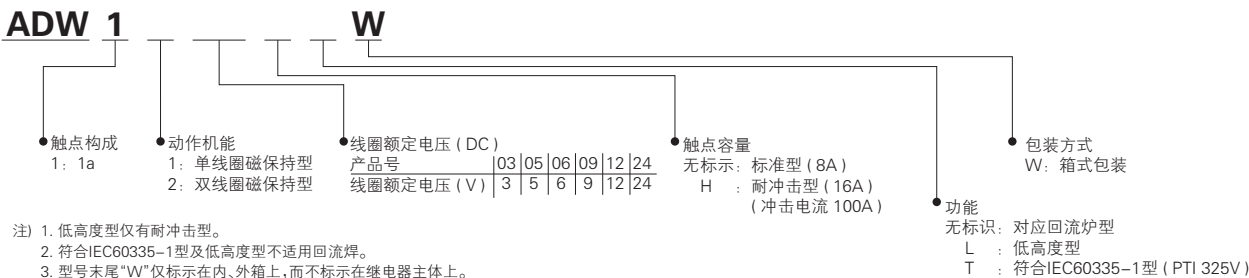 ADW 1 W
触点构成
1：1a
动作机能
1：单线圈磁保持型
2：双线圈磁保持型
线圈额定电压 ( DC )
产品号 03 05 06 09 12 24
线圈额定电压 ( V ) 3 5 6 9 12 24
触点容量
无标示：标准型 ( 8A )
H ：耐冲击型 ( 16A )
( 冲击电流 100A )
功能
无标识：对应回流炉型
L ：低高度型
T ：符合IEC60335–1型 ( PTI 325V )
包装方式
W：箱式包装
注) 1. 低高度型仅有耐冲击型。
2. 符合IEC60335–1型及低高度型不适用回流焊。
3. 型号末尾“W”仅标示在内、外箱上,而不标示在继电器主体上。